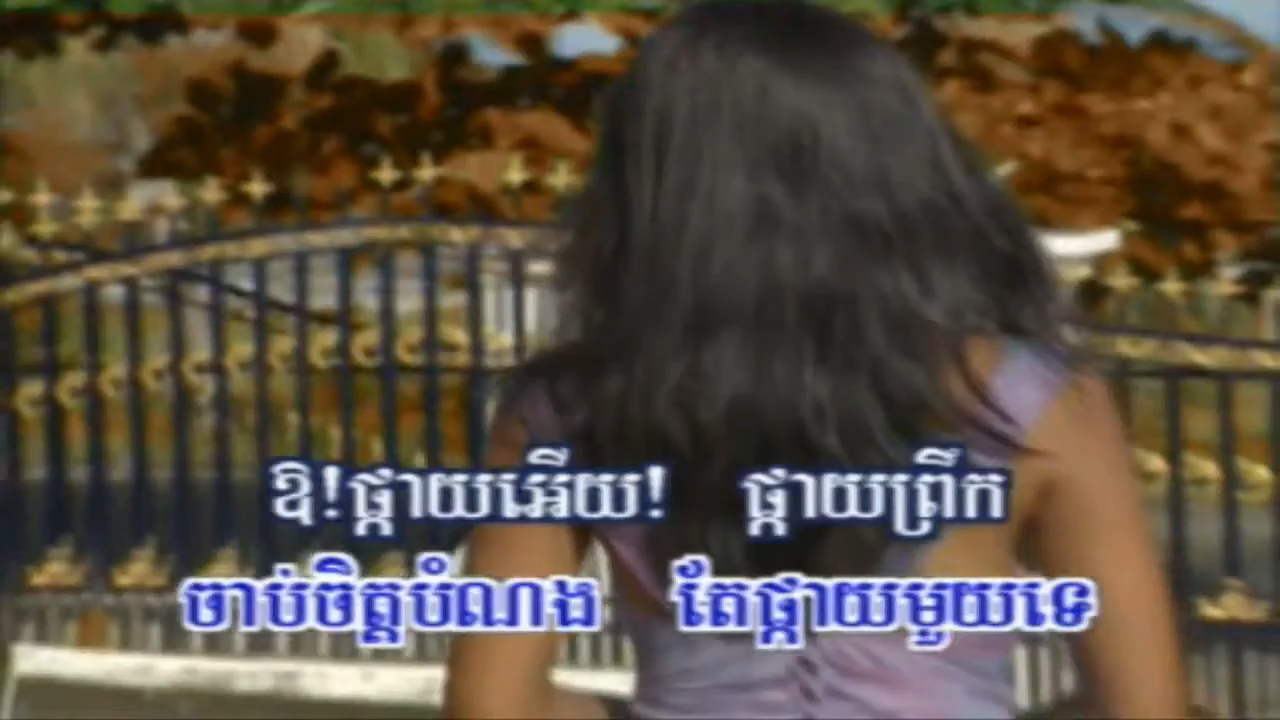 ឱ!ផ្កាយអើយ! ផ្កាយព្រឹក
ចាប់ចិត្តបំណង តែផ្កាយមួយទេ